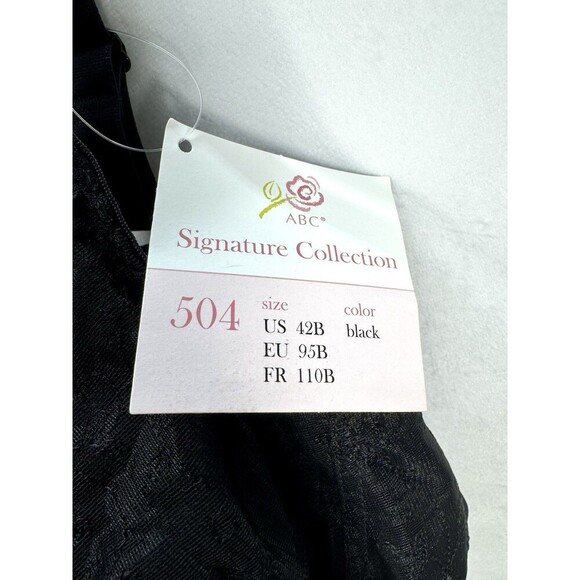 ABC®
Signature Collection
504 size color
US 42B black
EU 95B
FR 110B